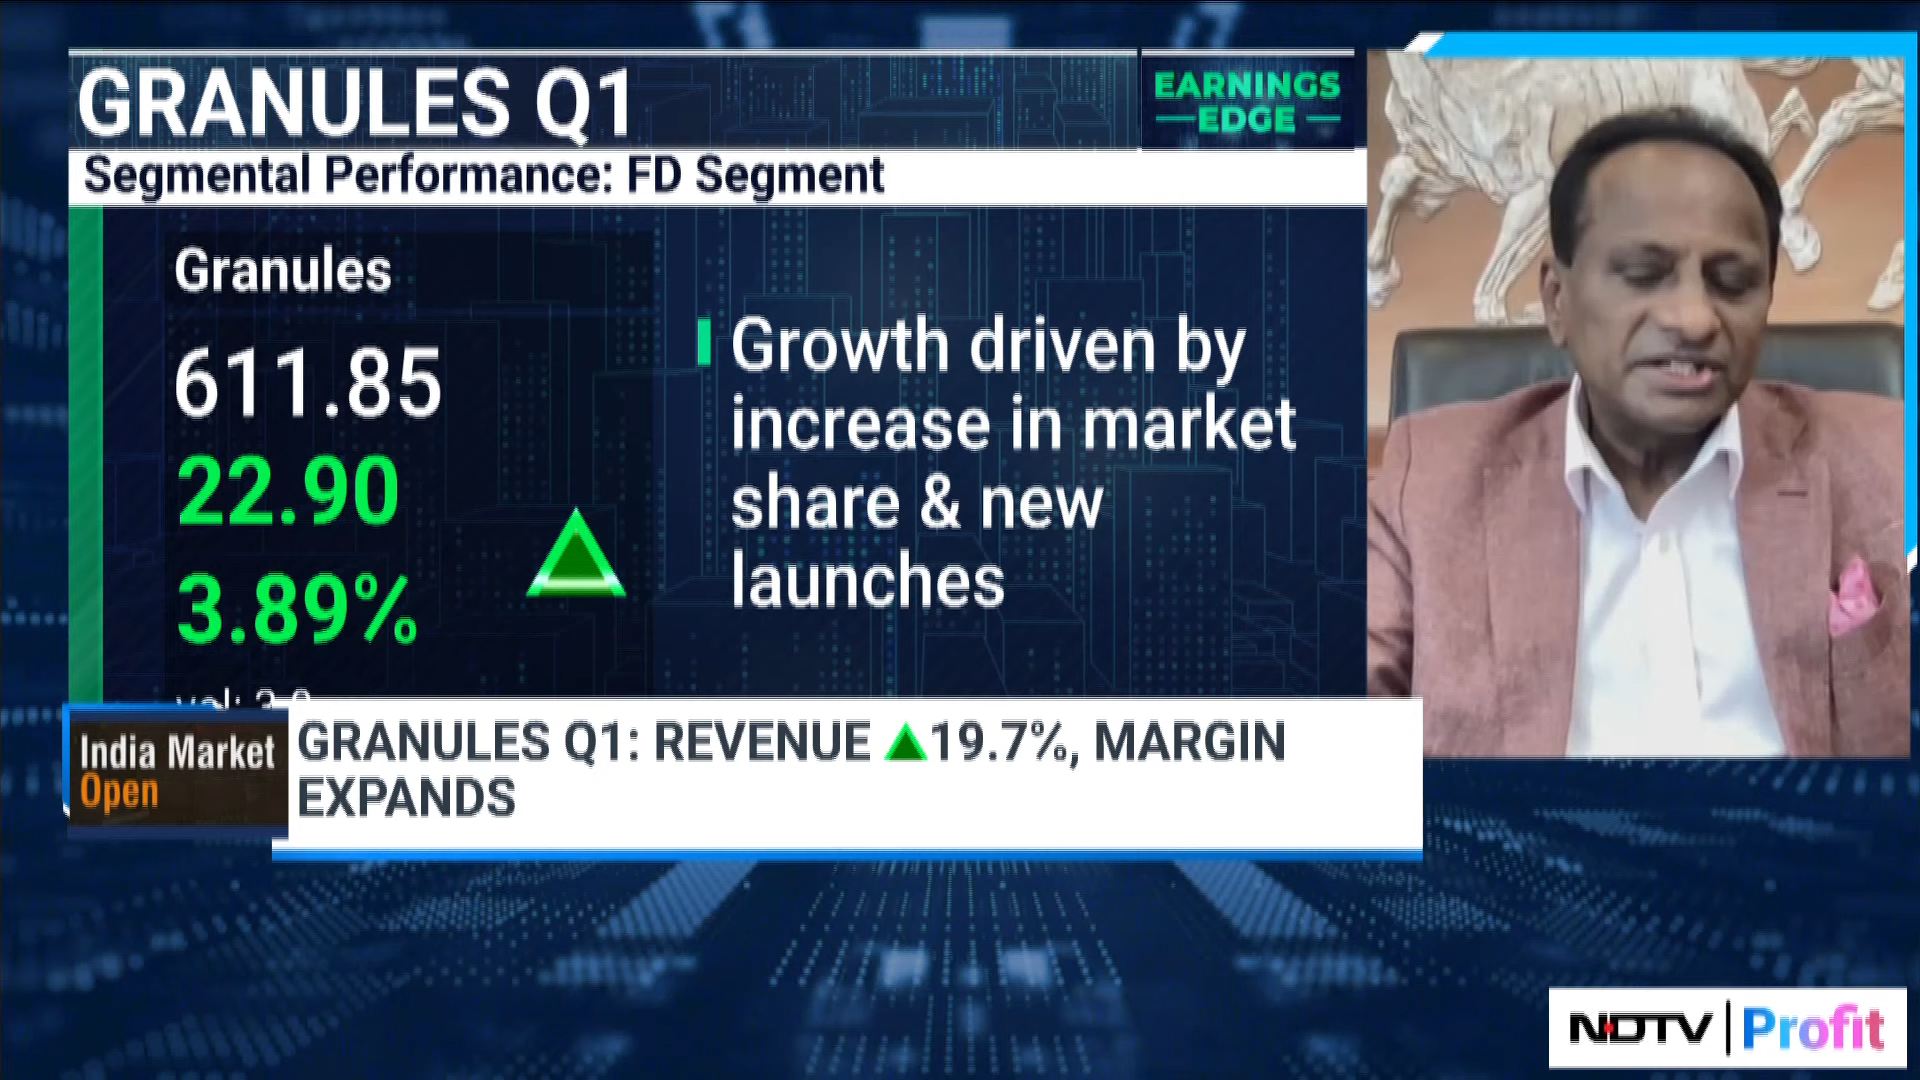 GRANULES Q1
EARNINGS
EDGE
Segmental Performance: FD Segment
Granules
611.85
22.90
3.89%
Growth driven by
increase in market
share & new
launches
India Market
Open
GRANULES Q1: REVENUE ▲19.7%, MARGIN
EXPANDS
NDTV | Profit